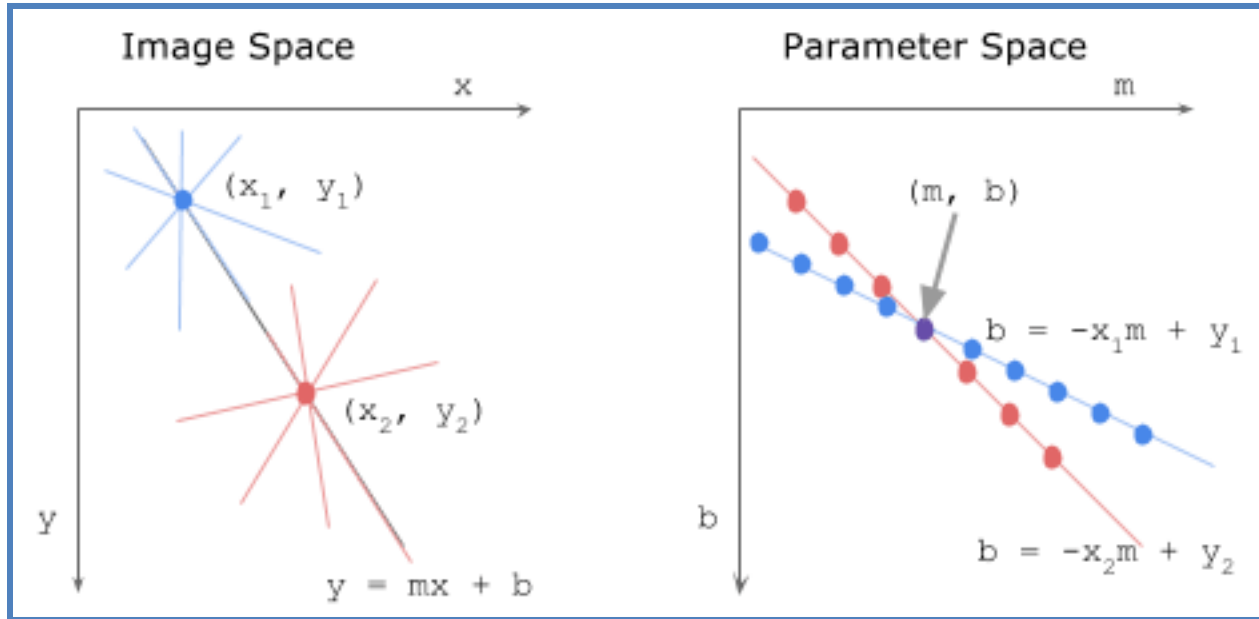 Image Space
x
(x₁, y₁)
(x₂, y₂)
y
y = mx + b
Parameter Space
m
(m, b)
b = -x₁m + y₁
b
b = -x₂m + y₂